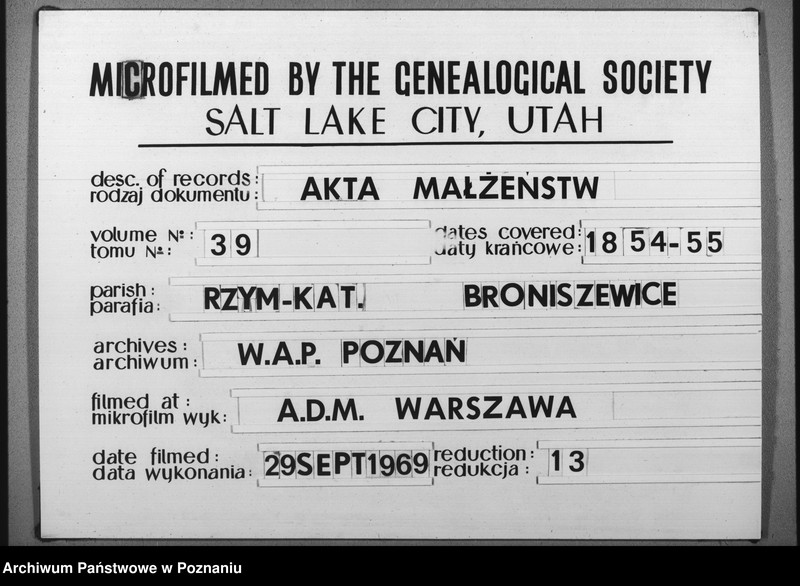 MICROFILMED BY THE GENEALOGICAL SOCIETY
SALT LAKE CITY, UTAH
desc. of records:
rodzaj dokumentu: AKTA MAŁŻEŃSTW
volume No:
tomu No: 39
dates covered:
daty krańcowe: 1854-55
parish:
parafia: RZYM-KAT. BRONISZEWICE
archives:
archiwum: W.A.P. POZNAŃ
filmed at:
mikrofilm wyk: A.D.M. WARSZAWA
date filmed:
data wykonania: 29SEPT1969
reduction:
redukcja: 13
Archiwum Państwowe w Poznaniu